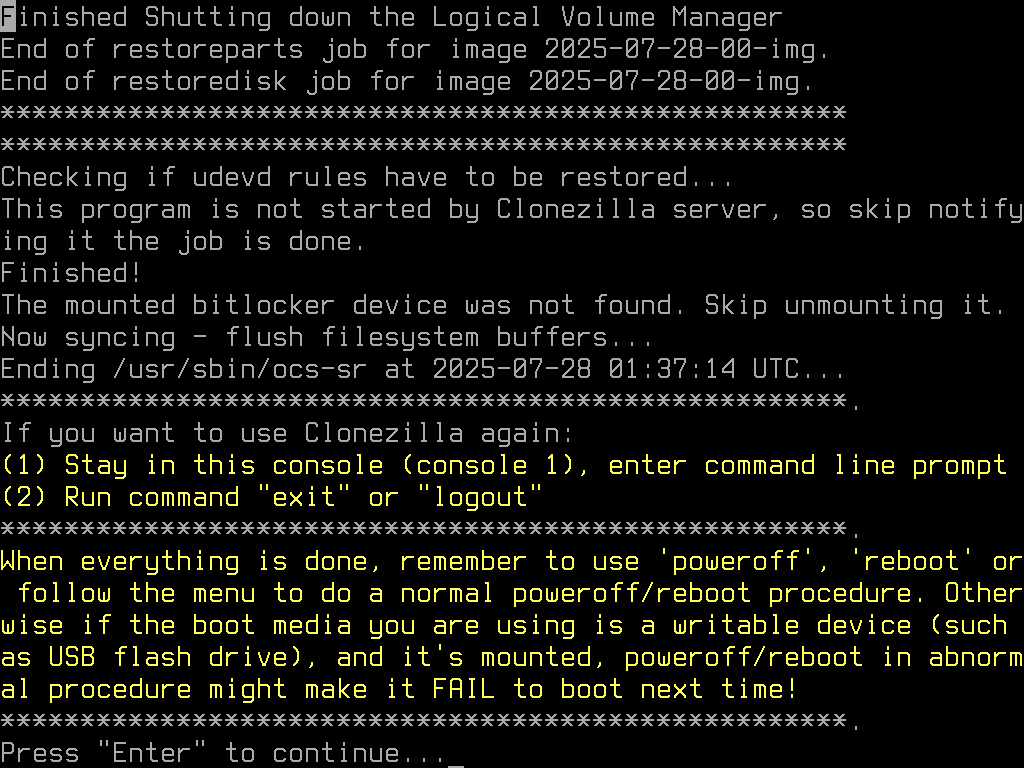 Finished Shutting down the Logical Volume Manager
End of restoreparts job for image 2025-07-28-00-img.
End of restoredisk job for image 2025-07-28-00-img.
*****************************************************
*****************************************************
Checking if udevd rules have to be restored...
This program is not started by Clonezilla server, so skip notify
ing it the job is done.
Finished!
The mounted bitlocker device was not found. Skip unmounting it.
Now syncing - flush filesystem buffers...
Ending /usr/sbin/ocs-sr at 2025-07-28 01:37:14 UTC...
*****************************************************.
If you want to use Clonezilla again:
(1) Stay in this console (console 1), enter command line prompt
(2) Run command "exit" or "logout"
*****************************************************.
When everything is done, remember to use 'poweroff', 'reboot' or
 follow the menu to do a normal poweroff/reboot procedure. Other
wise if the boot media you are using is a writable device (such
as USB flash drive), and it's mounted, poweroff/reboot in abnorm
al procedure might make it FAIL to boot next time!
*****************************************************.
Press "Enter" to continue..._